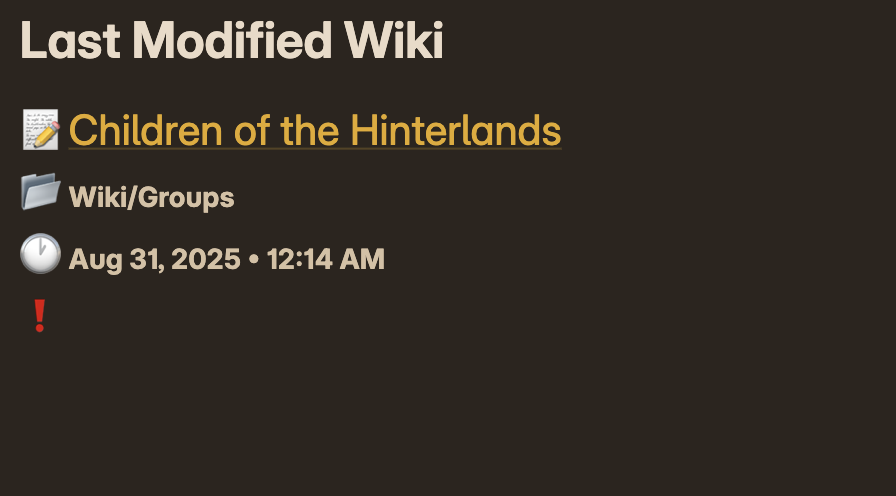 Last Modified Wiki
Children of the Hinterlands
Wiki/Groups
Aug 31, 2025 • 12:14 AM
❗